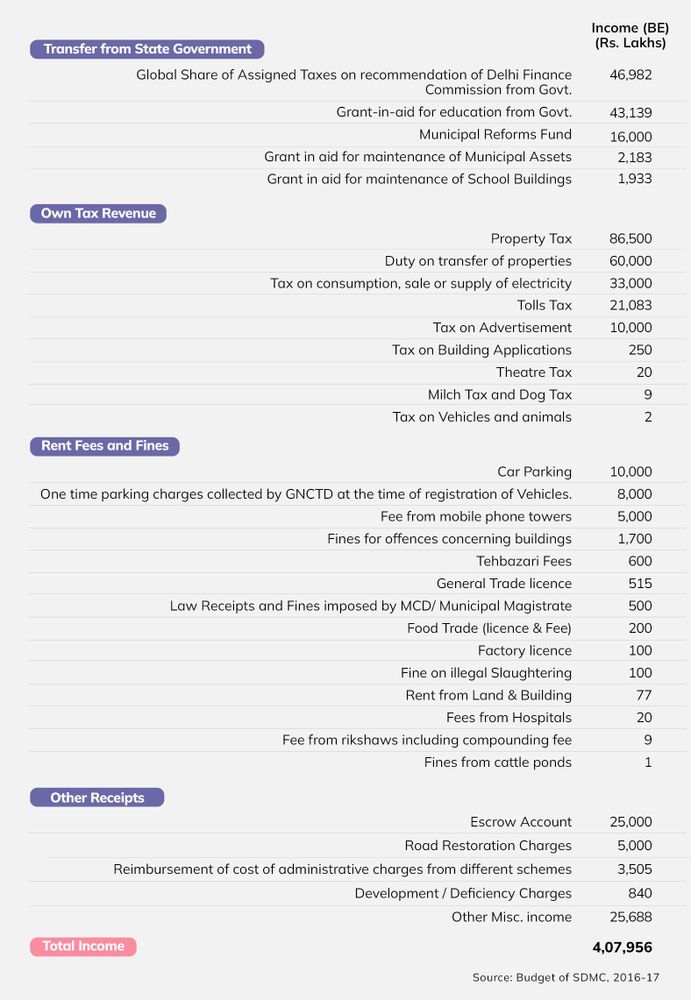 Income (BE)
(Rs. Lakhs)
Transfer from State Government
Global Share of Assigned Taxes on recommendation of Delhi Finance 46,982
Commission from Govt.
Grant-in-aid for education from Govt. 43,139
Municipal Reforms Fund 16,000
Grant in aid for maintenance of Municipal Assets 2,183
Grant in aid for maintenance of School Buildings 1,933
Own Tax Revenue
Property Tax 86,500
Duty on transfer of properties 60,000
Tax on consumption, sale or supply of electricity 33,000
Tolls Tax 21,083
Tax on Advertisement 10,000
Tax on Building Applications 250
Theatre Tax 20
Milch Tax and Dog Tax 9
Tax on Vehicles and animals 2
Rent Fees and Fines
Car Parking 10,000
One time parking charges collected by GNCTD at the time of registration of Vehicles. 8,000
Fee from mobile phone towers 5,000
Fines for offences concerning buildings 1,700
Tehbazari Fees 600
General Trade licence 515
Law Receipts and Fines imposed by MCD/ Municipal Magistrate 500
Food Trade (licence & Fee) 200
Factory licence 100
Fine on illegal Slaughtering 100
Rent from Land & Building 77
Fees from Hospitals 20
Fee from rikshaws including compounding fee 9
Fines from cattle ponds 1
Other Receipts
Escrow Account 25,000
Road Restoration Charges 5,000
Reimbursement of cost of administrative charges from different schemes 3,505
Development / Deficiency Charges 840
Other Misc. income 25,688
Total Income 4,07,956
Source: Budget of SDMC, 2016-17